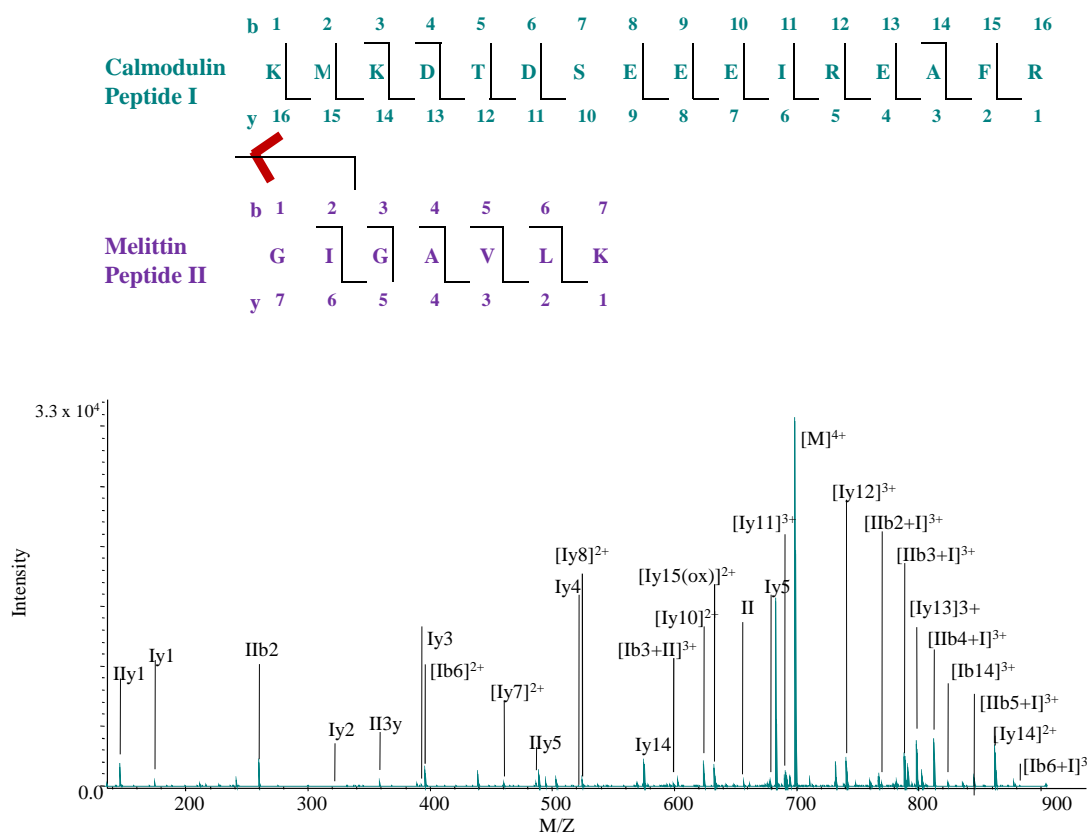 b 1 2 3 4 5 6 7 8 9 10 11 12 13 14 15 16
Calmodulin
Peptide I
K M K D T D S E E E I R E A F R
y 16 15 14 13 12 11 10 9 8 7 6 5 4 3 2 1
b 1 2 3 4 5 6 7
Melittin
Peptide II
G I G A V L K
y 7 6 5 4 3 2 1
3.3 x 10⁴
[M]⁴⁺
[Iy12]³⁺
[Iy11]³⁺
[IIb2+I]³⁺
[Iy8]²⁺
[IIb3+I]³⁺
[Iy15(ox)]²⁺
Iy4
Iy5
Intensity
[Iy10]²⁺
II
[Iy13]3+
Iy3
[Ib3+II]³⁺
[IIb4+I]³⁺
IIb2
Iy1
[Ib6]²⁺
[Ib14]³⁺
IIy1
[Iy7]²⁺
[IIb5+I]³⁺
II3y
Iy2
IIy5
Iy14
[Iy14]²⁺
[Ib6+I]³
0.0
200 300 400 500 600 700 800 900
M/Z